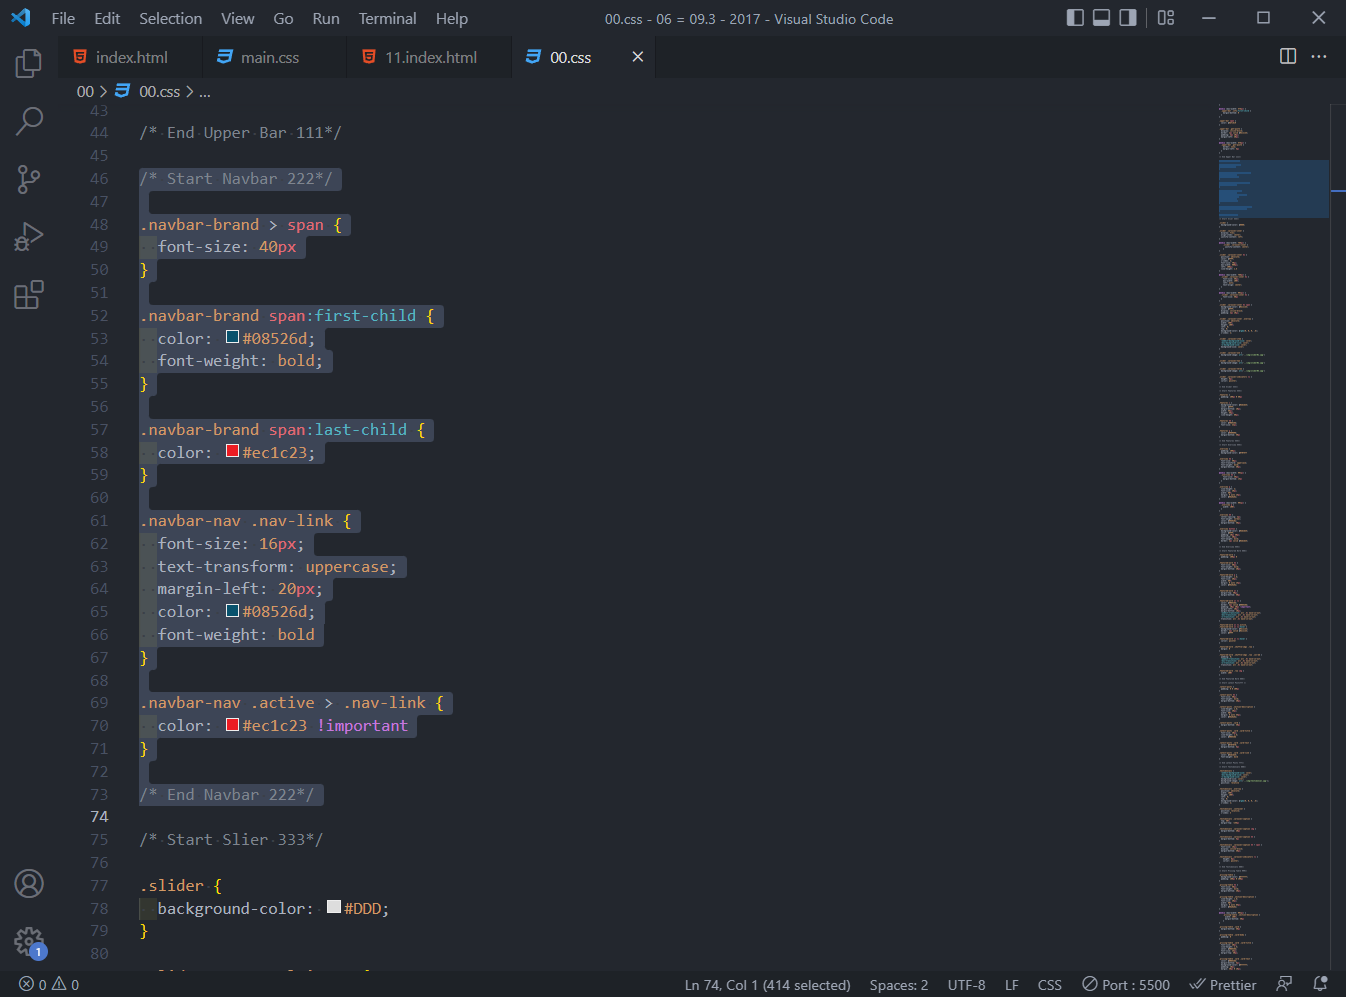 File Edit Selection View Go Run Terminal Help 00.css - 06 = 09.3 - 2017 - Visual Studio Code
index.html main.css 11.index.html 00.css
00 > 00.css > ...
43
44 /* End Upper Bar 111*/
45
46 /* Start Navbar 222*/
47
48 .navbar-brand > span {
49 font-size: 40px
50 }
51
52 .navbar-brand span:first-child {
53 color: #08526d;
54 font-weight: bold;
55 }
56
57 .navbar-brand span:last-child {
58 color: #ec1c23;
59 }
60
61 .navbar-nav .nav-link {
62 font-size: 16px;
63 text-transform: uppercase;
64 margin-left: 20px;
65 color: #08526d;
66 font-weight: bold
67 }
68
69 .navbar-nav .active > .nav-link {
70 color: #ec1c23 !important
71 }
72
73 /* End Navbar 222*/
74
75 /* Start Slier 333*/
76
77 .slider {
78 background-color: #DDD;
79 }
80
1
0 0 Ln 74, Col 1 (414 selected) Spaces: 2 UTF-8 LF CSS Port : 5500 Prettier